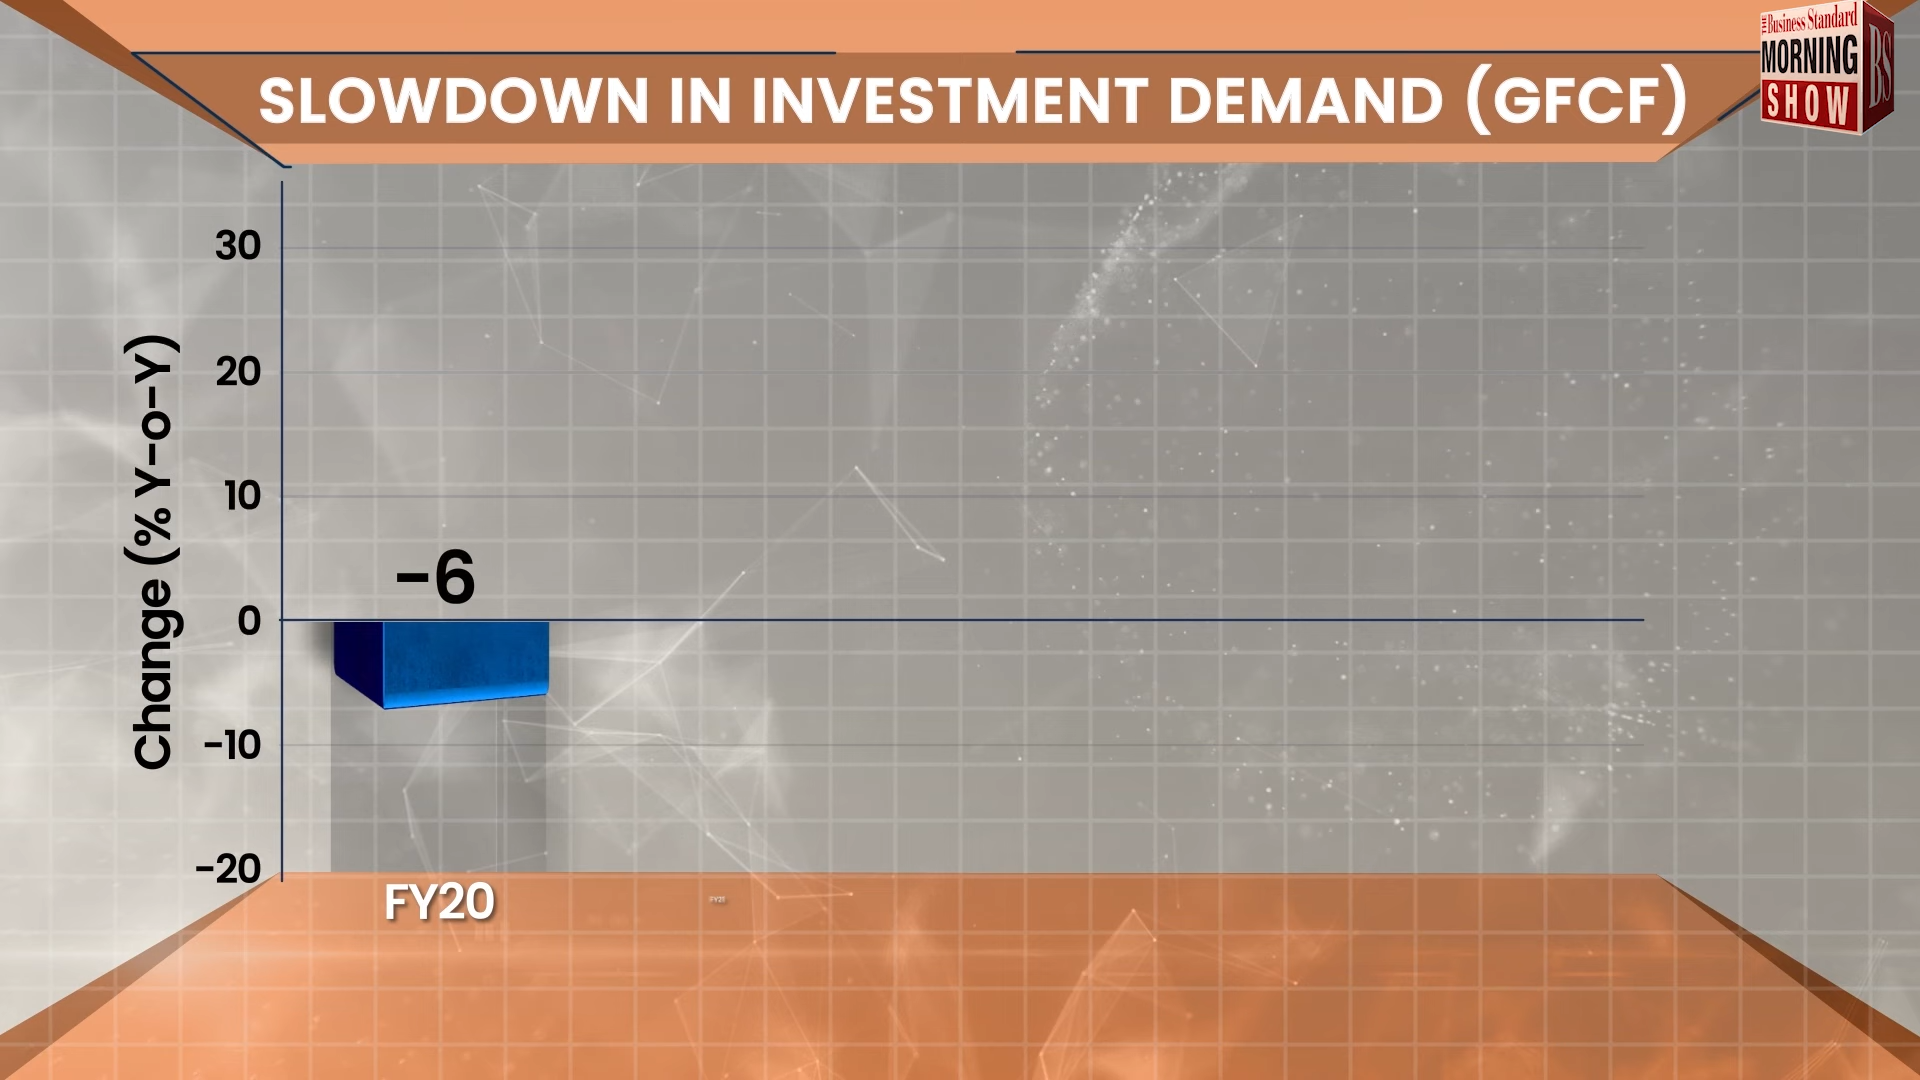 THE Business Standard
MORNING
SHOW
BS
SLOWDOWN IN INVESTMENT DEMAND (GFCF)
Change (% Y-o-Y)
30
20
10
0
-10
-20
-6
FY20